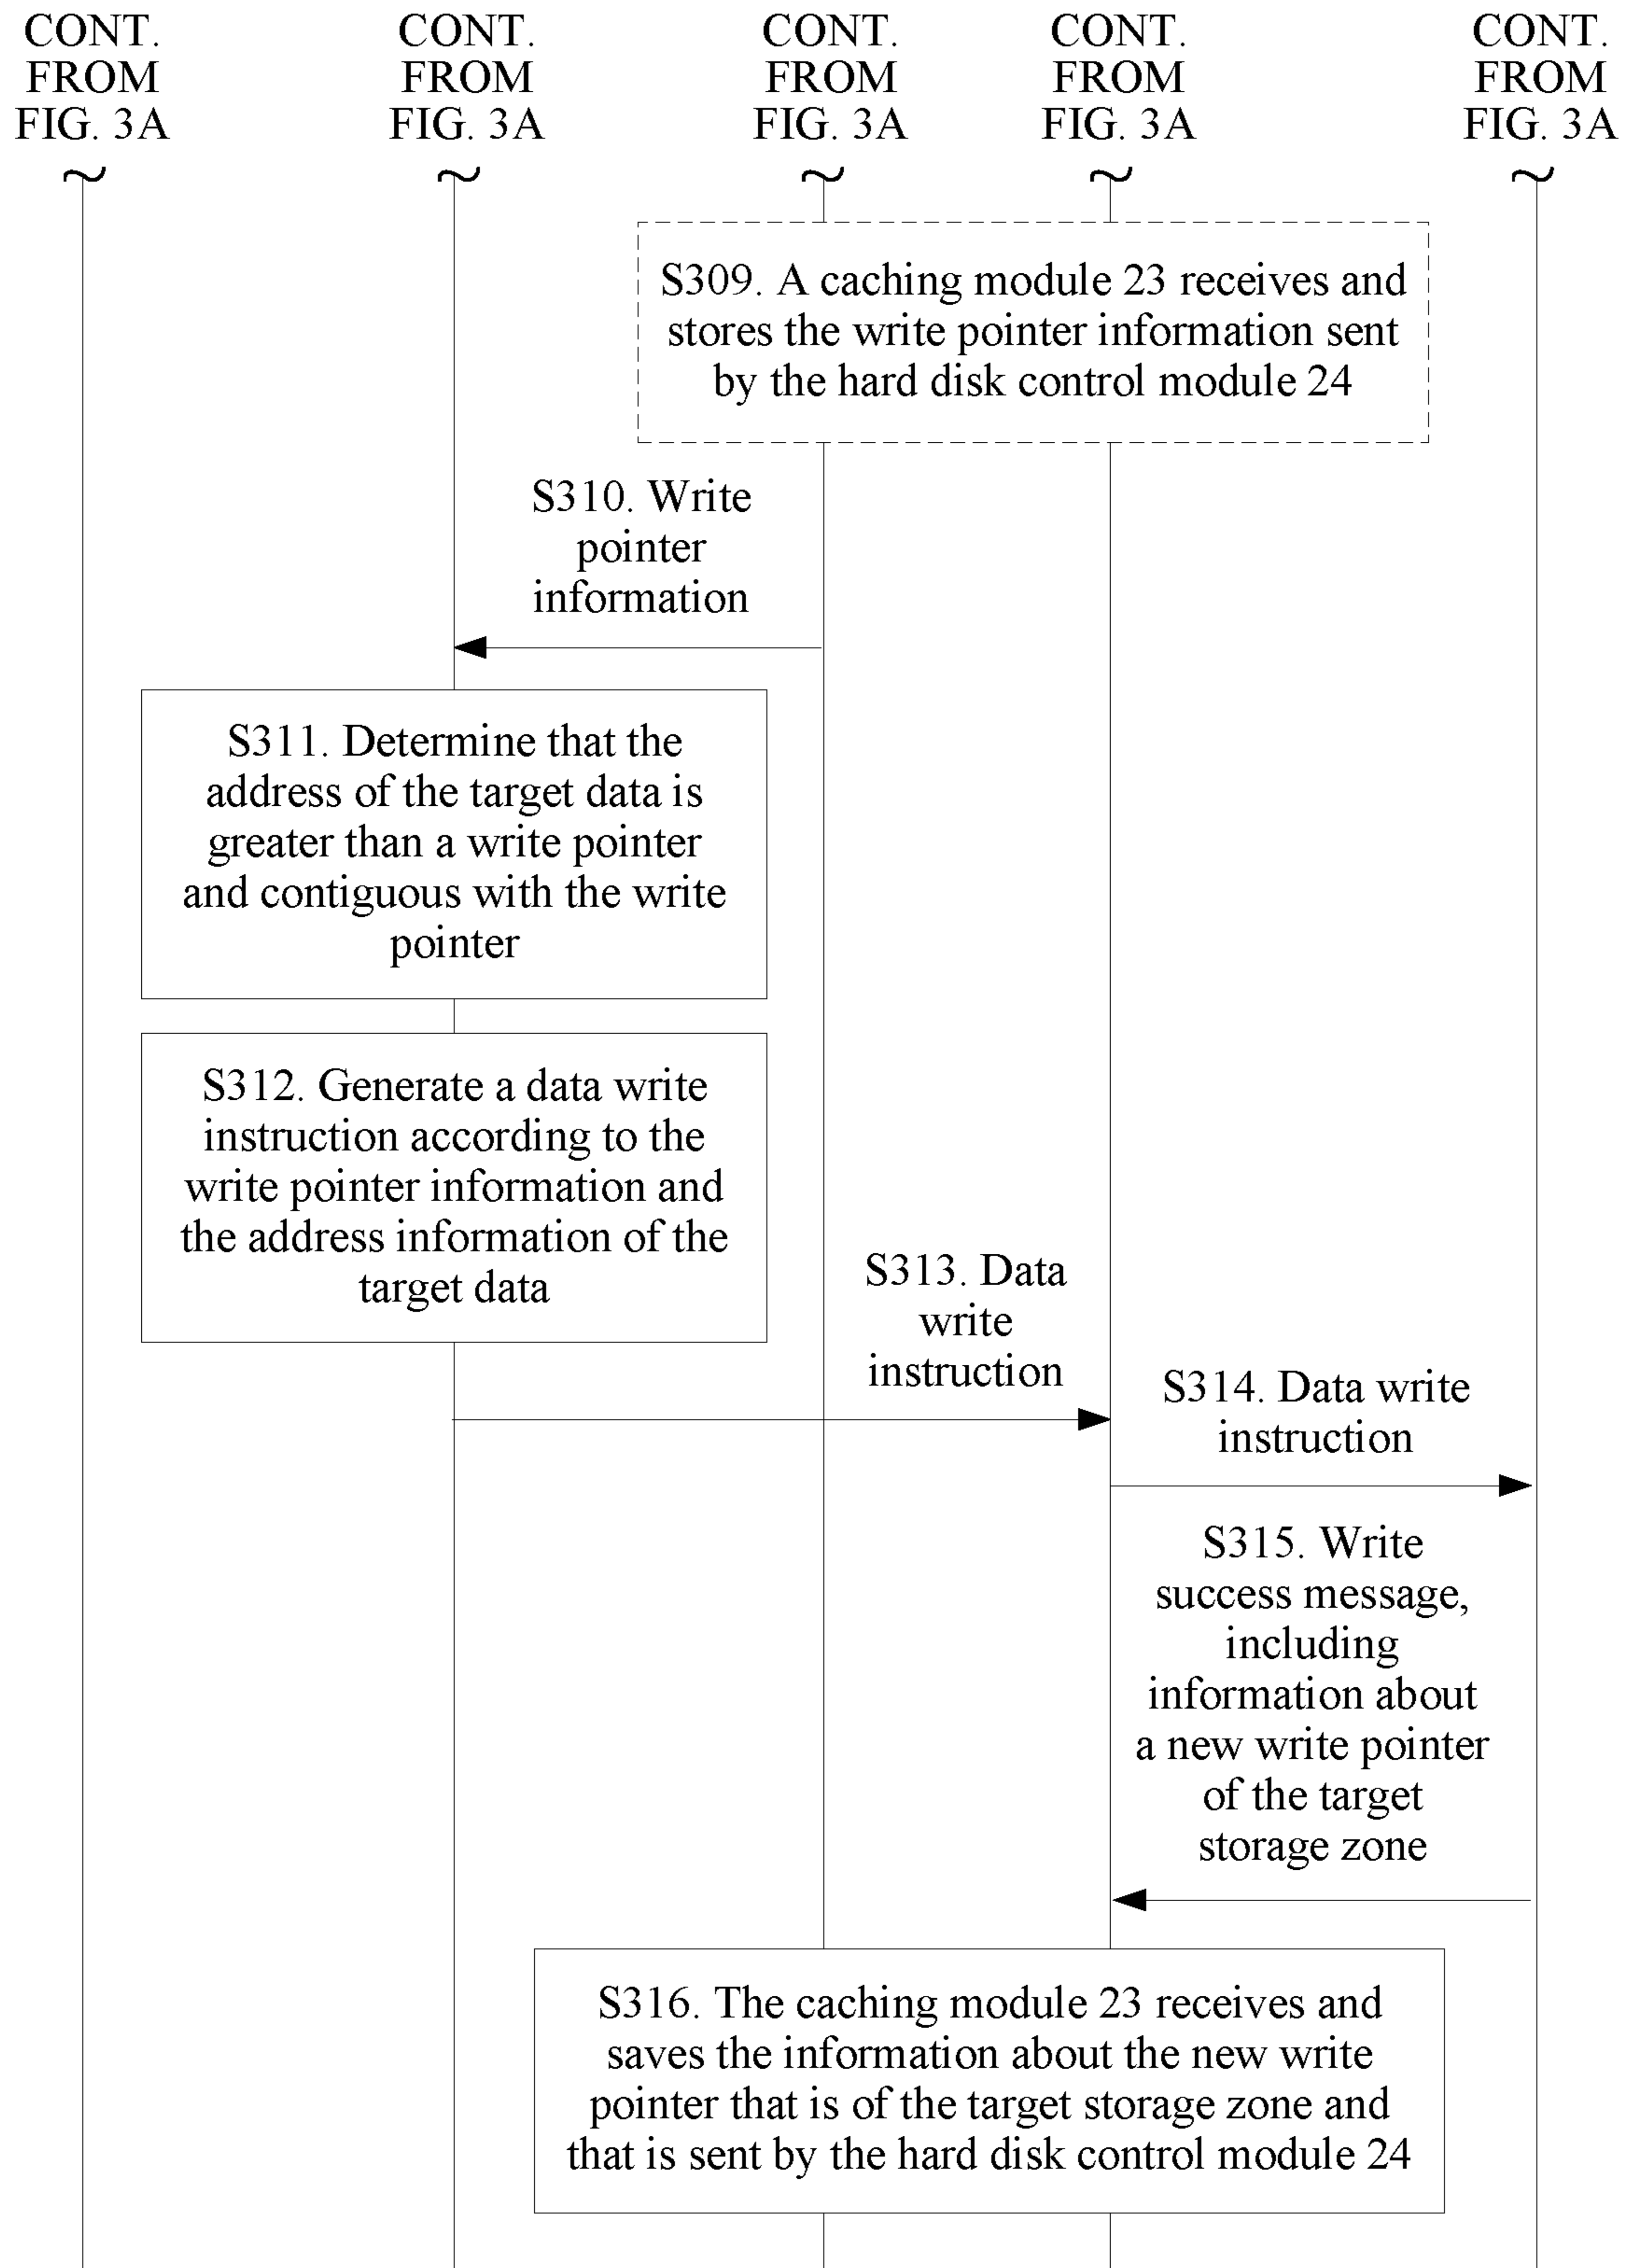 CONT.
FROM
FIG. 3A
CONT.
FROM
FIG. 3A
CONT.
FROM
FIG. 3A
CONT.
FROM
FIG. 3A
CONT.
FROM
FIG. 3A
S309. A caching module 23 receives and
stores the write pointer information sent
by the hard disk control module 24
S310. Write
pointer
information
S311. Determine that the
address of the target data is
greater than a write pointer
and contiguous with the write
pointer
S312. Generate a data write
instruction according to the
write pointer information and
the address information of the
target data
S313. Data
write
instruction
S314. Data write
instruction
S315. Write
success message,
including
information about
a new write pointer
of the target
storage zone
S316. The caching module 23 receives and
saves the information about the new write
pointer that is of the target storage zone and
that is sent by the hard disk control module 24